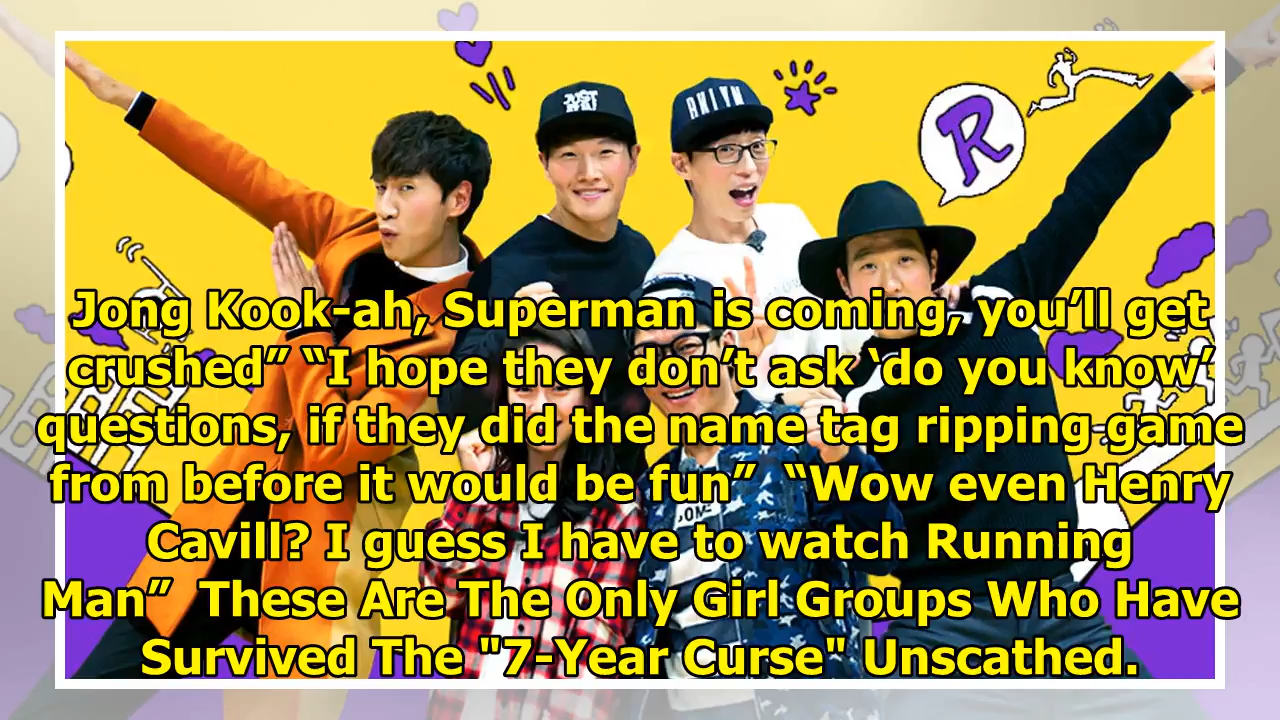 JUST
RNLYN
R
Jong Kook-ah, Superman is coming, you’ll get
crushed” “I hope they don’t ask ‘do you know’
questions, if they did the name tag ripping game
from before it would be fun”  “Wow even Henry
Cavill? I guess I have to watch Running
Man”  These Are The Only Girl Groups Who Have
Survived The "7-Year Curse" Unscathed.